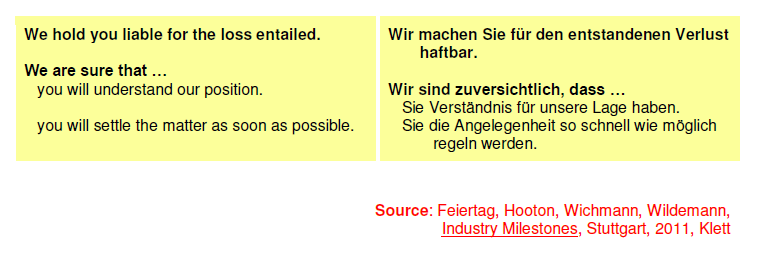 We hold you liable for the loss entailed.
We are sure that …
you will understand our position.
you will settle the matter as soon as possible.
Wir machen Sie für den entstandenen Verlust
haftbar.
Wir sind zuversichtlich, dass …
Sie Verständnis für unsere Lage haben.
Sie die Angelegenheit so schnell wie möglich
regeln werden.
Source: Feiertag, Hooton, Wichmann, Wildemann,
Industry Milestones, Stuttgart, 2011, Klett